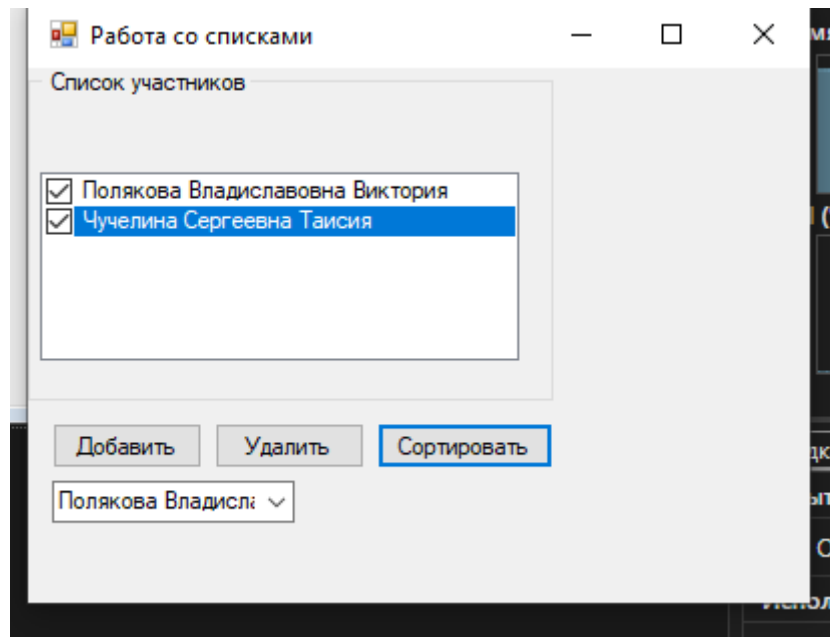 Работа со списками
Список участников
Полякова Владиславовна Виктория
Чучелина Сергеевна Таисия
Добавить Удалить Сортировать
Полякова Владисла